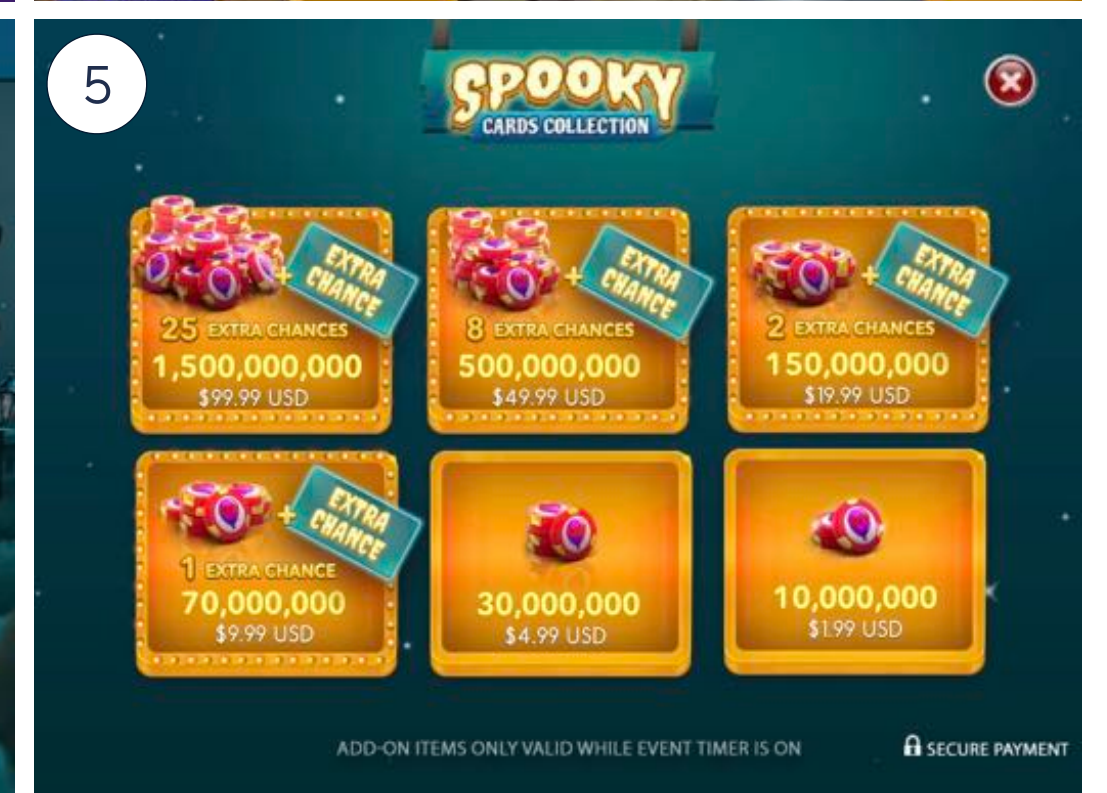 5
SPOOKY
CARDS COLLECTION
EXTRA
CHANCE
25 EXTRA CHANCES
1,500,000,000
$99.99 USD
EXTRA
CHANCE
8 EXTRA CHANCES
500,000,000
$49.99 USD
EXTRA
CHANCE
2 EXTRA CHANCES
150,000,000
$19.99 USD
EXTRA
CHANCE
1 EXTRA CHANCE
70,000,000
$9.99 USD
30,000,000
$4.99 USD
10,000,000
$1.99 USD
ADD-ON ITEMS ONLY VALID WHILE EVENT TIMER IS ON
SECURE PAYMENT